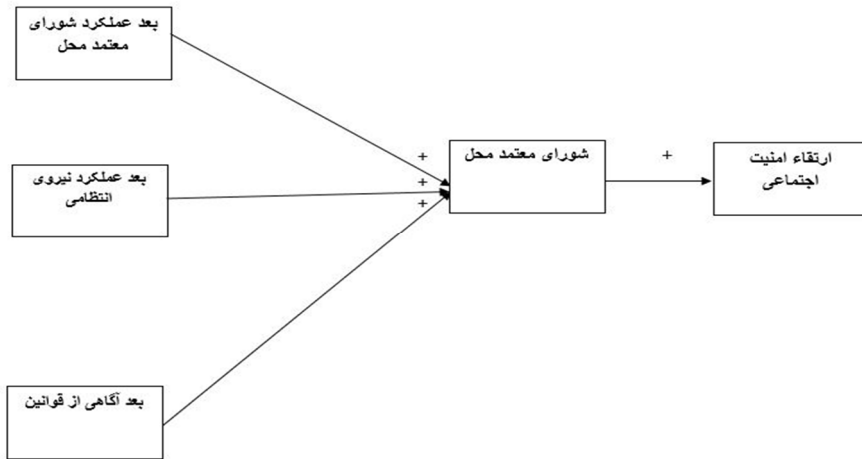 بعد عملکرد شورای
معتمد محل
بعد عملکرد نیروی
انتظامی
بعد آگاهی از قوانین
+
+
+
شورای معتمد محل
+
ارتقاء امنیت
اجتماعی